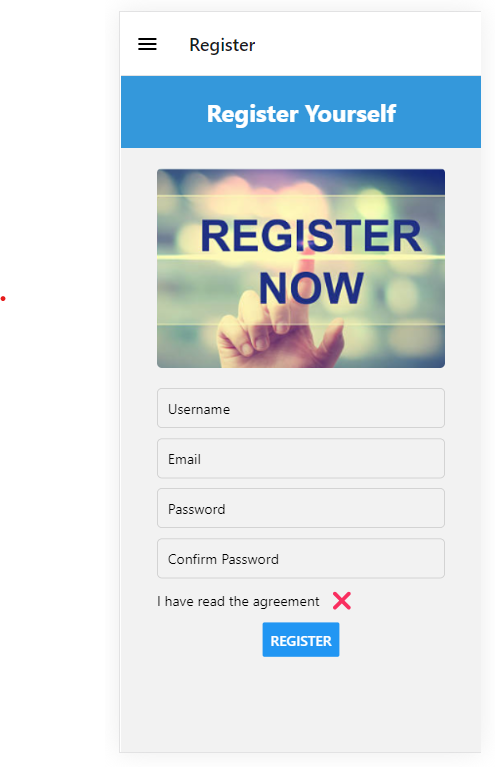 Register
Register Yourself
REGISTER
NOW
Username
Email
Password
Confirm Password
I have read the agreement ❌
REGISTER